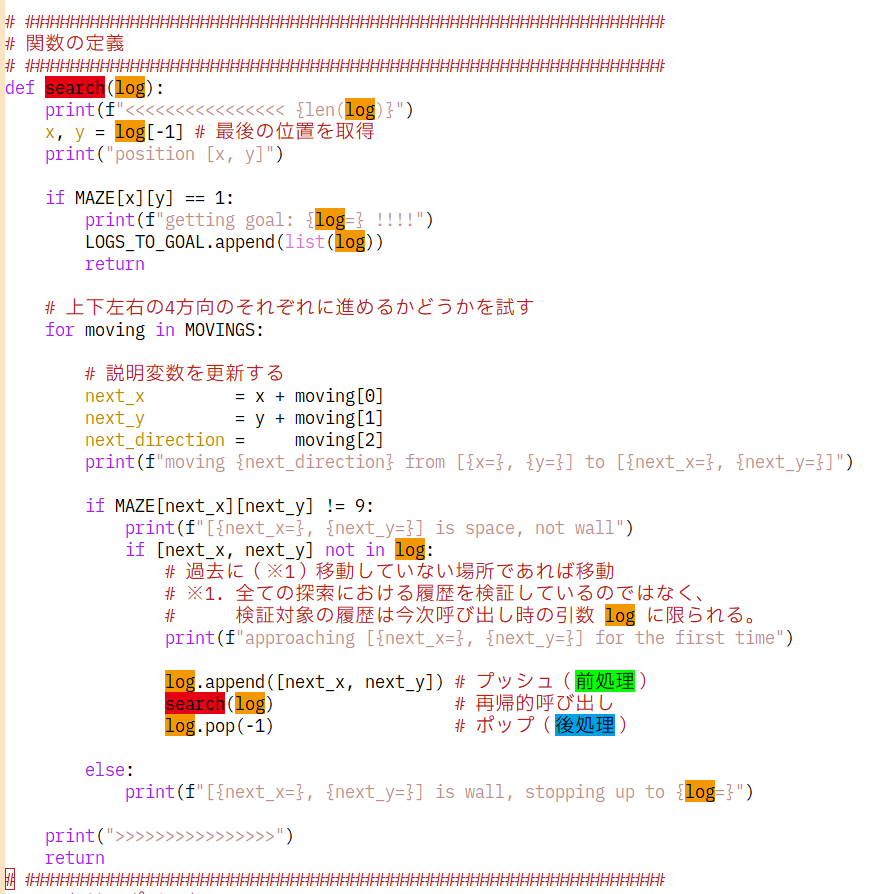 # ################################################################
# 関数の定義
# ################################################################
def search(log):
    print(f"<<<<<<<<<<<<<<<< {len(log)}")
    x, y = log[-1] # 最後の位置を取得
    print("position [x, y]")
    if MAZE[x][y] == 1:
        print(f"getting goal: {log=} !!!!")
        LOGS_TO_GOAL.append(list(log))
        return
    # 上下左右の4方向のそれぞれに進めるかどうかを試す
    for moving in MOVINGS:
        # 説明変数を更新する
        next_x         = x + moving[0]
        next_y         = y + moving[1]
        next_direction =     moving[2]
        print(f"moving {next_direction} from [{x=}, {y=}] to [{next_x=}, {next_y=}]")
        if MAZE[next_x][next_y] != 9:
            print(f"[{next_x=}, {next_y=}] is space, not wall")
            if [next_x, next_y] not in log:
                # 過去に（※1）移動していない場所であれば移動
                # ※1. 全ての探索における履歴を検証しているのではなく、
                #      検証対象の履歴は今次呼び出し時の引数 log に限られる。
                print(f"approaching [{next_x=}, {next_y=}] for the first time")
                log.append([next_x, next_y]) # プッシュ（前処理）
                search(log)                  # 再帰的呼び出し
                log.pop(-1)                  # ポップ（後処理）
        else:
            print(f"[{next_x=}, {next_y=}] is wall, stopping up to {log=}")
    print(">>>>>>>>>>>>>>>>")
    return
# ################################################################